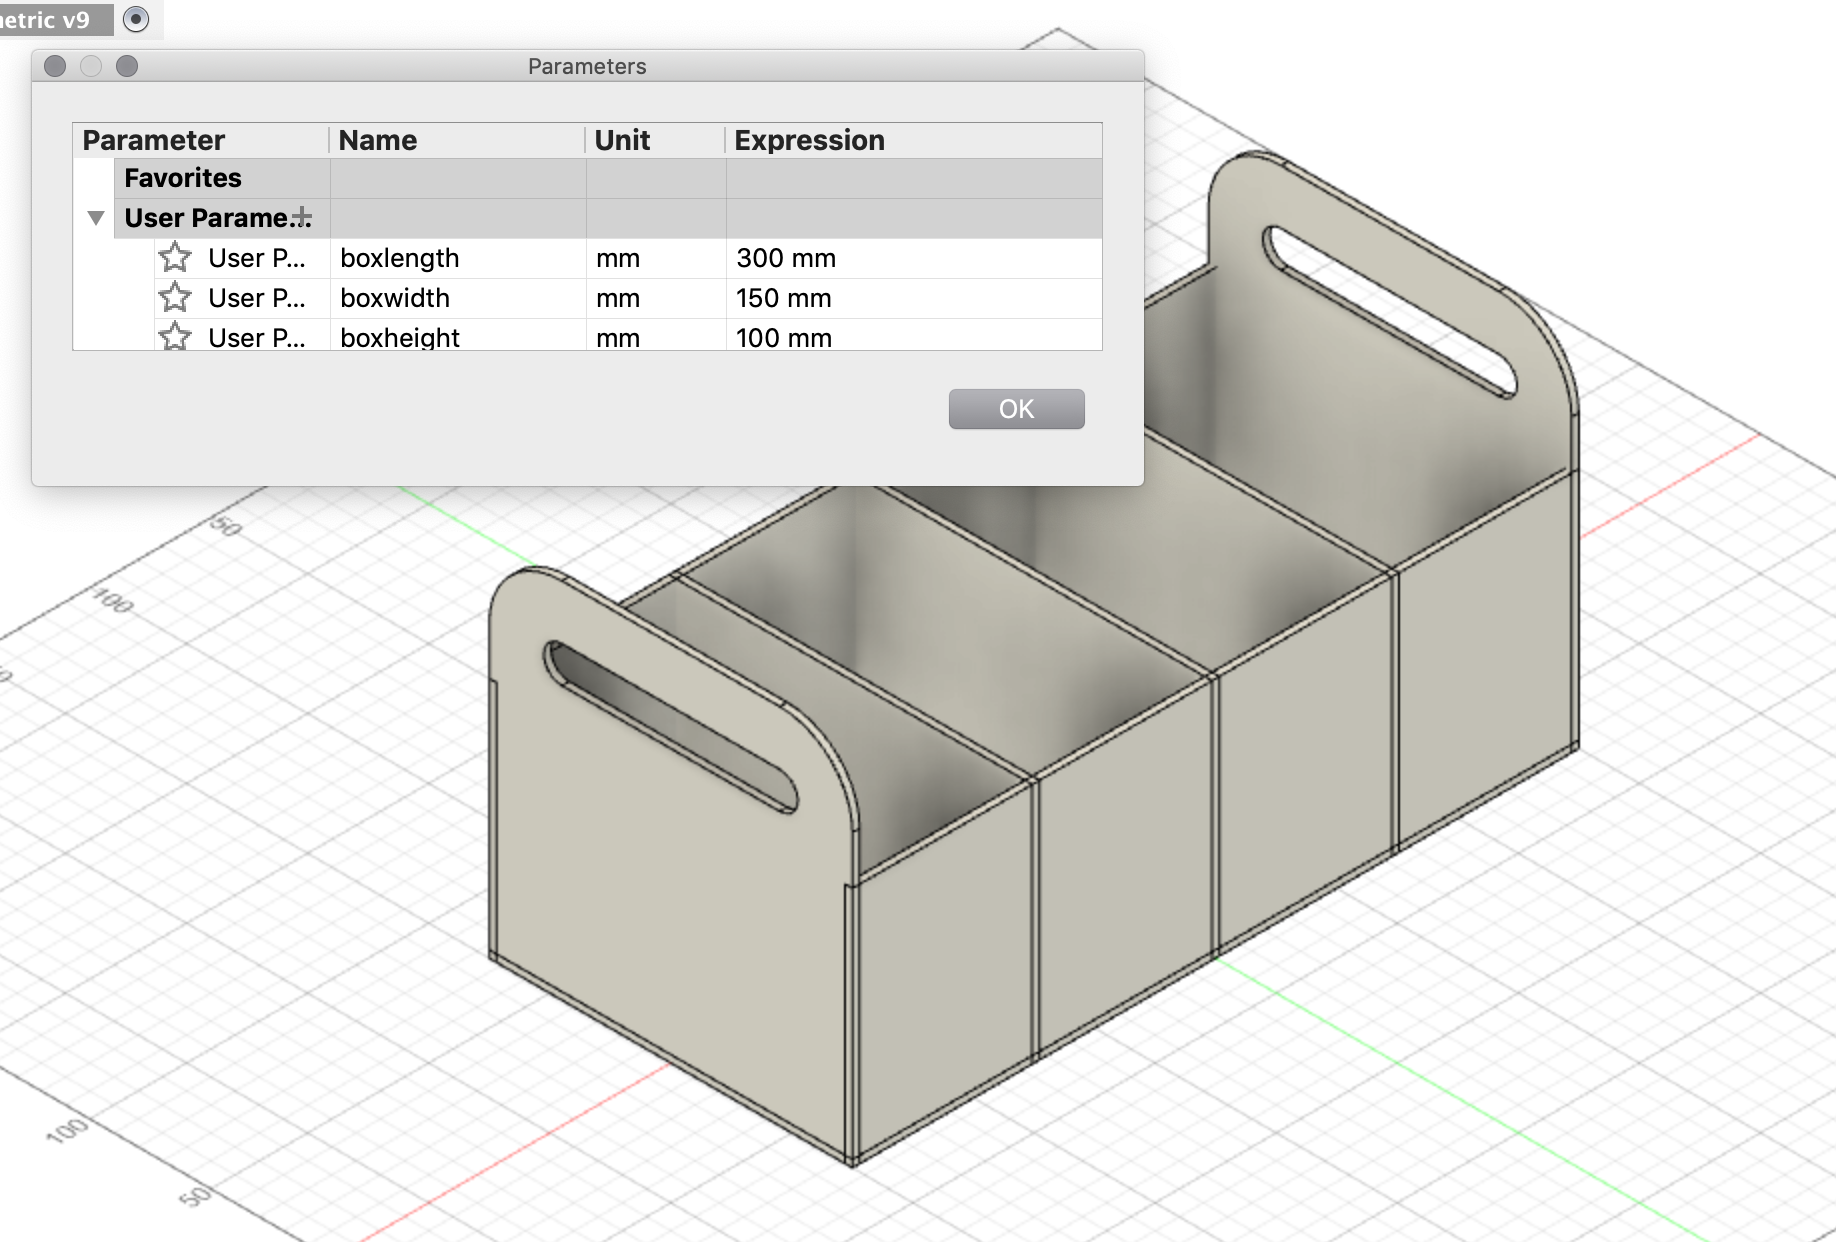 etric v9
Parameters
Parameter Name Unit Expression
Favorites
User Parame...
User P... boxlength mm 300 mm
User P... boxwidth mm 150 mm
User P... boxheight mm 100 mm
OK
50
100
100
50